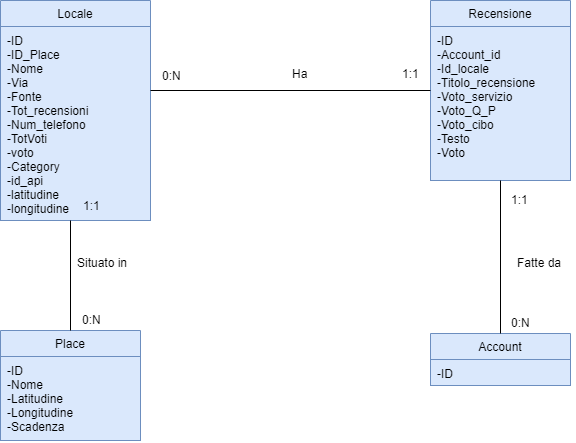 Locale
-ID
-ID_Place
-Nome
-Via
-Fonte
-Tot_recensioni
-Num_telefono
-TotVoti
-voto
-Category
-id_api
-latitudine
-longitudine
0:N
Ha
1:1
Recensione
-ID
-Account_id
-Id_locale
-Titolo_recensione
-Voto_servizio
-Voto_Q_P
-Voto_cibo
-Testo
-Voto
1:1
Situato in
0:N
Place
-ID
-Nome
-Latitudine
-Longitudine
-Scadenza
1:1
Fatte da
0:N
Account
-ID